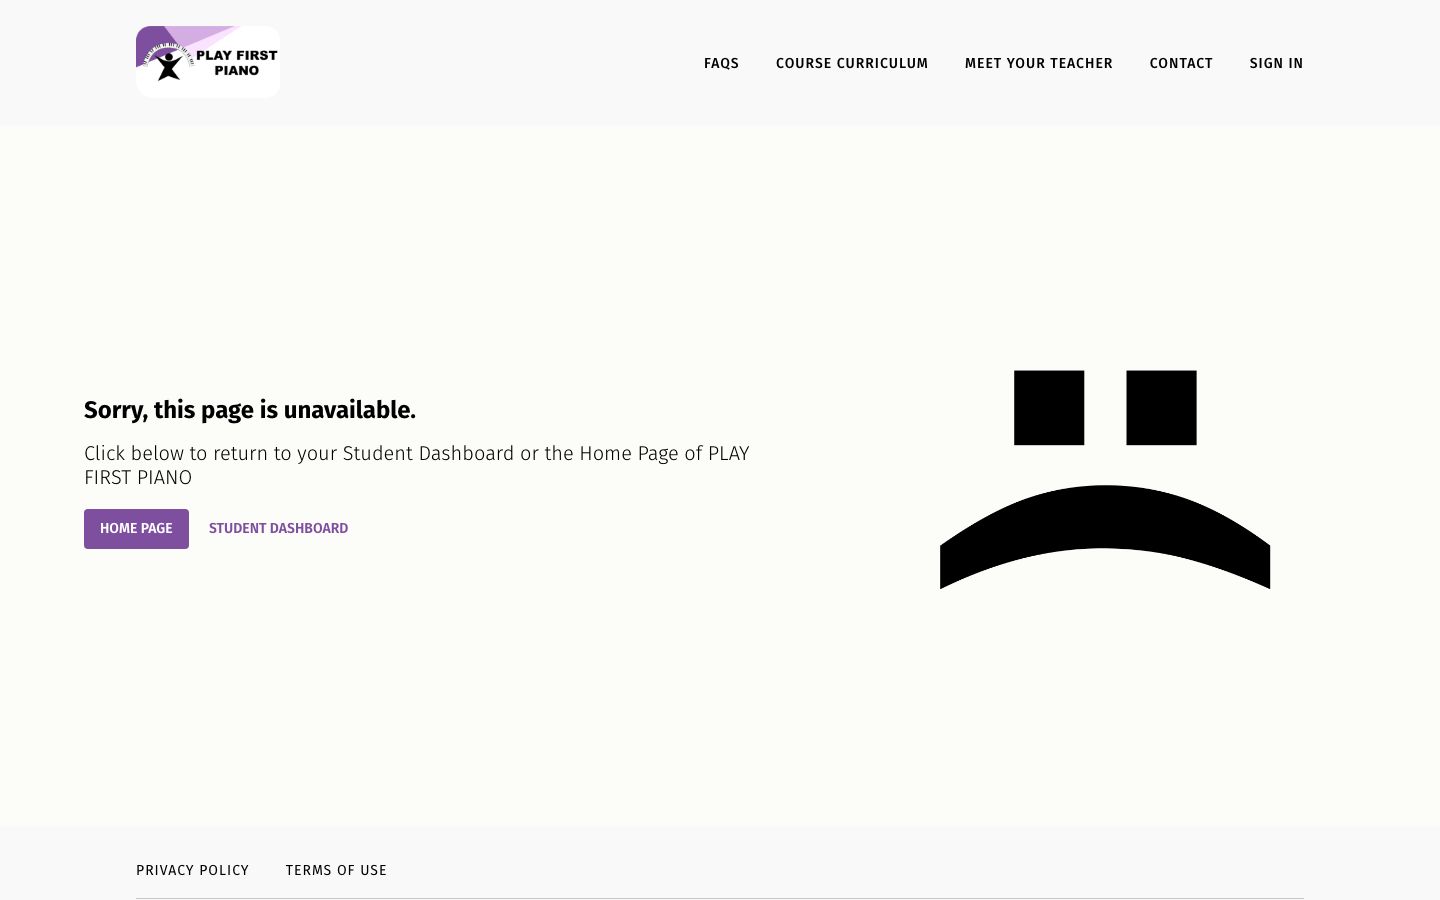 PLAY FIRST
PIANO
FAQS
COURSE CURRICULUM
MEET YOUR TEACHER
CONTACT
SIGN IN
Sorry, this page is unavailable.
Click below to return to your Student Dashboard or the Home Page of PLAY
FIRST PIANO
HOME PAGE
STUDENT DASHBOARD
PRIVACY POLICY
TERMS OF USE